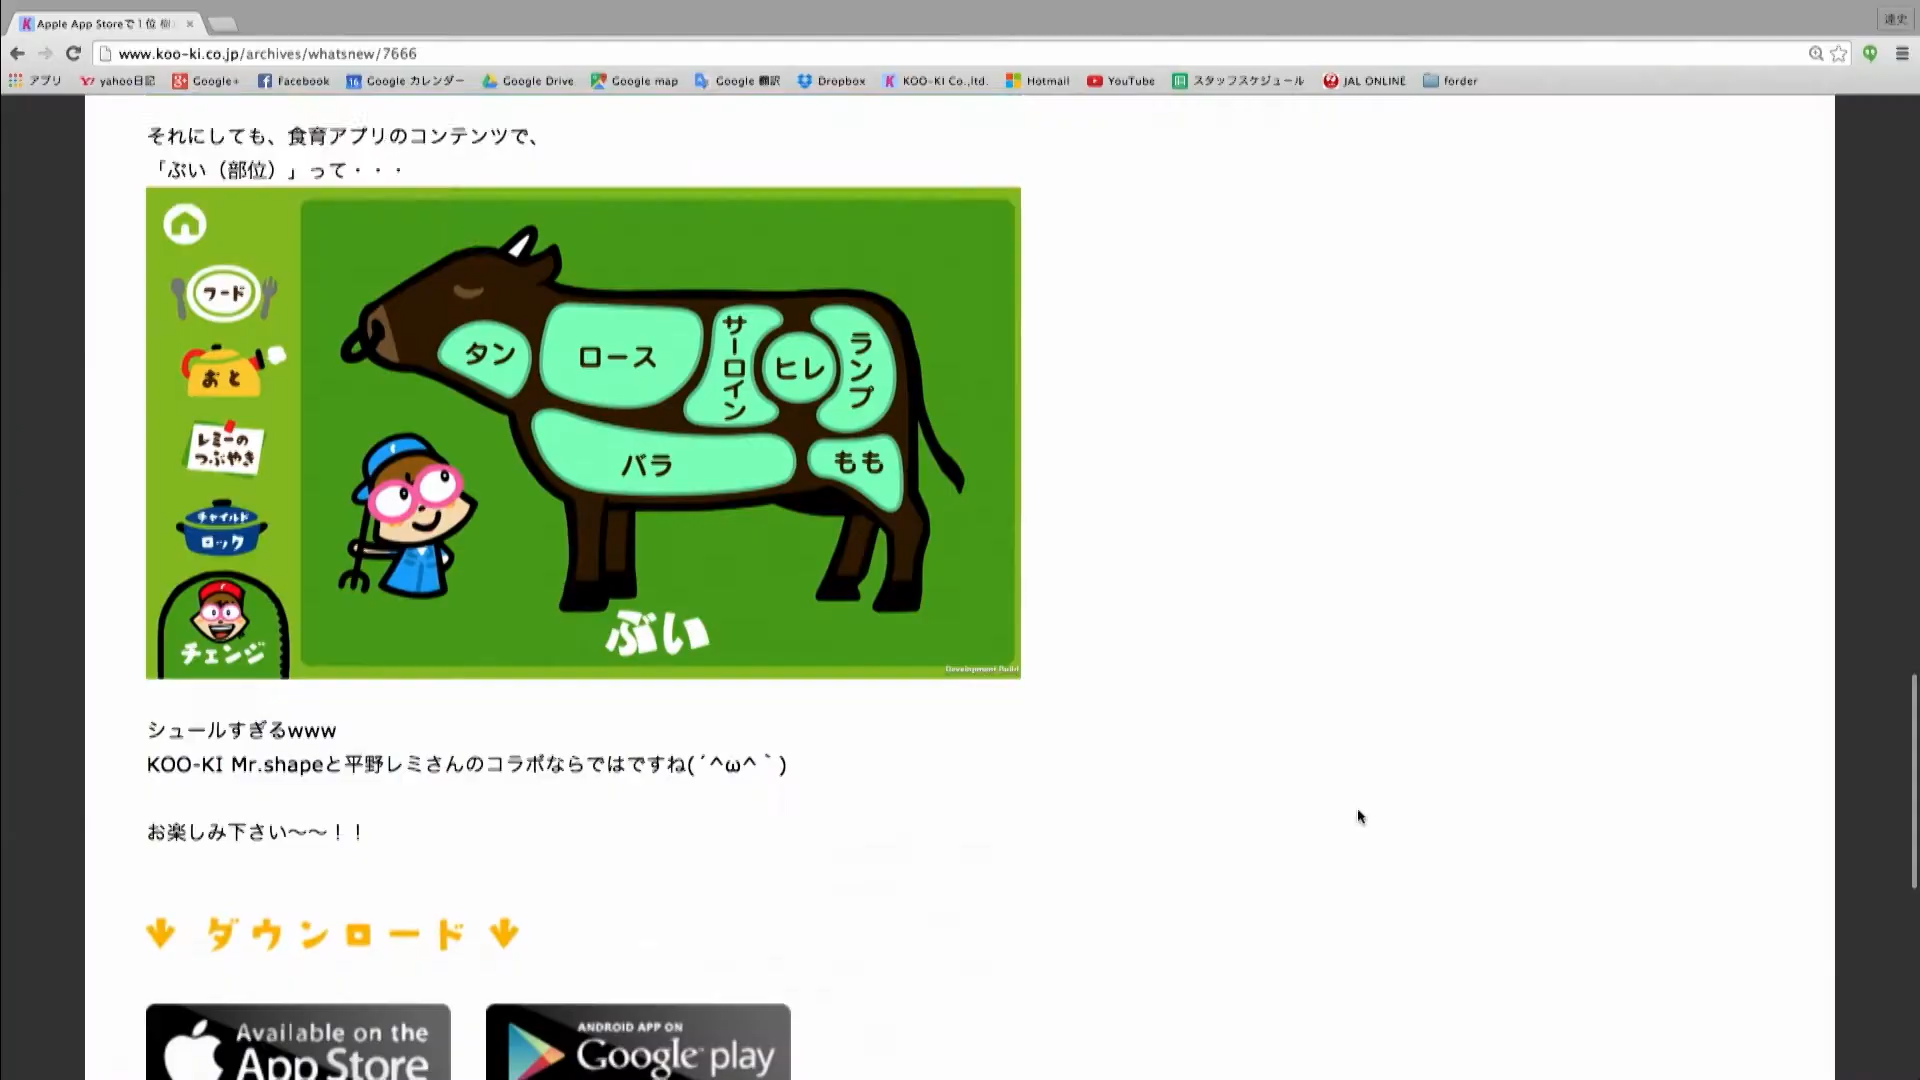 Apple App Storeで1位 樹
達史
www.koo-ki.co.jp/archives/whatsnew/7666
アプリ
yahoo日記
Google+
Facebook
Google カレンダー
Google Drive
Google map
Google 翻訳
Dropbox
KOO-KI Co.,ltd.
Hotmail
YouTube
スタッフスケジュール
JAL ONLINE
forder
それにしても、食育アプリのコンテンツで、
「ぶい（部位）」って・・・
フード
おと
レミーの
つぶやき
チャイルド
ロック
チェンジ
タン
ロース
サーロイン
ヒレ
ランプ
バラ
もも
ぶい
Development Build
シュールすぎるwww
KOO-KI Mr.shapeと平野レミさんのコラボならではですね(´^ω^｀)
お楽しみ下さい〜〜！！
ダウンロード
Available on the
App Store
ANDROID APP ON
Google play